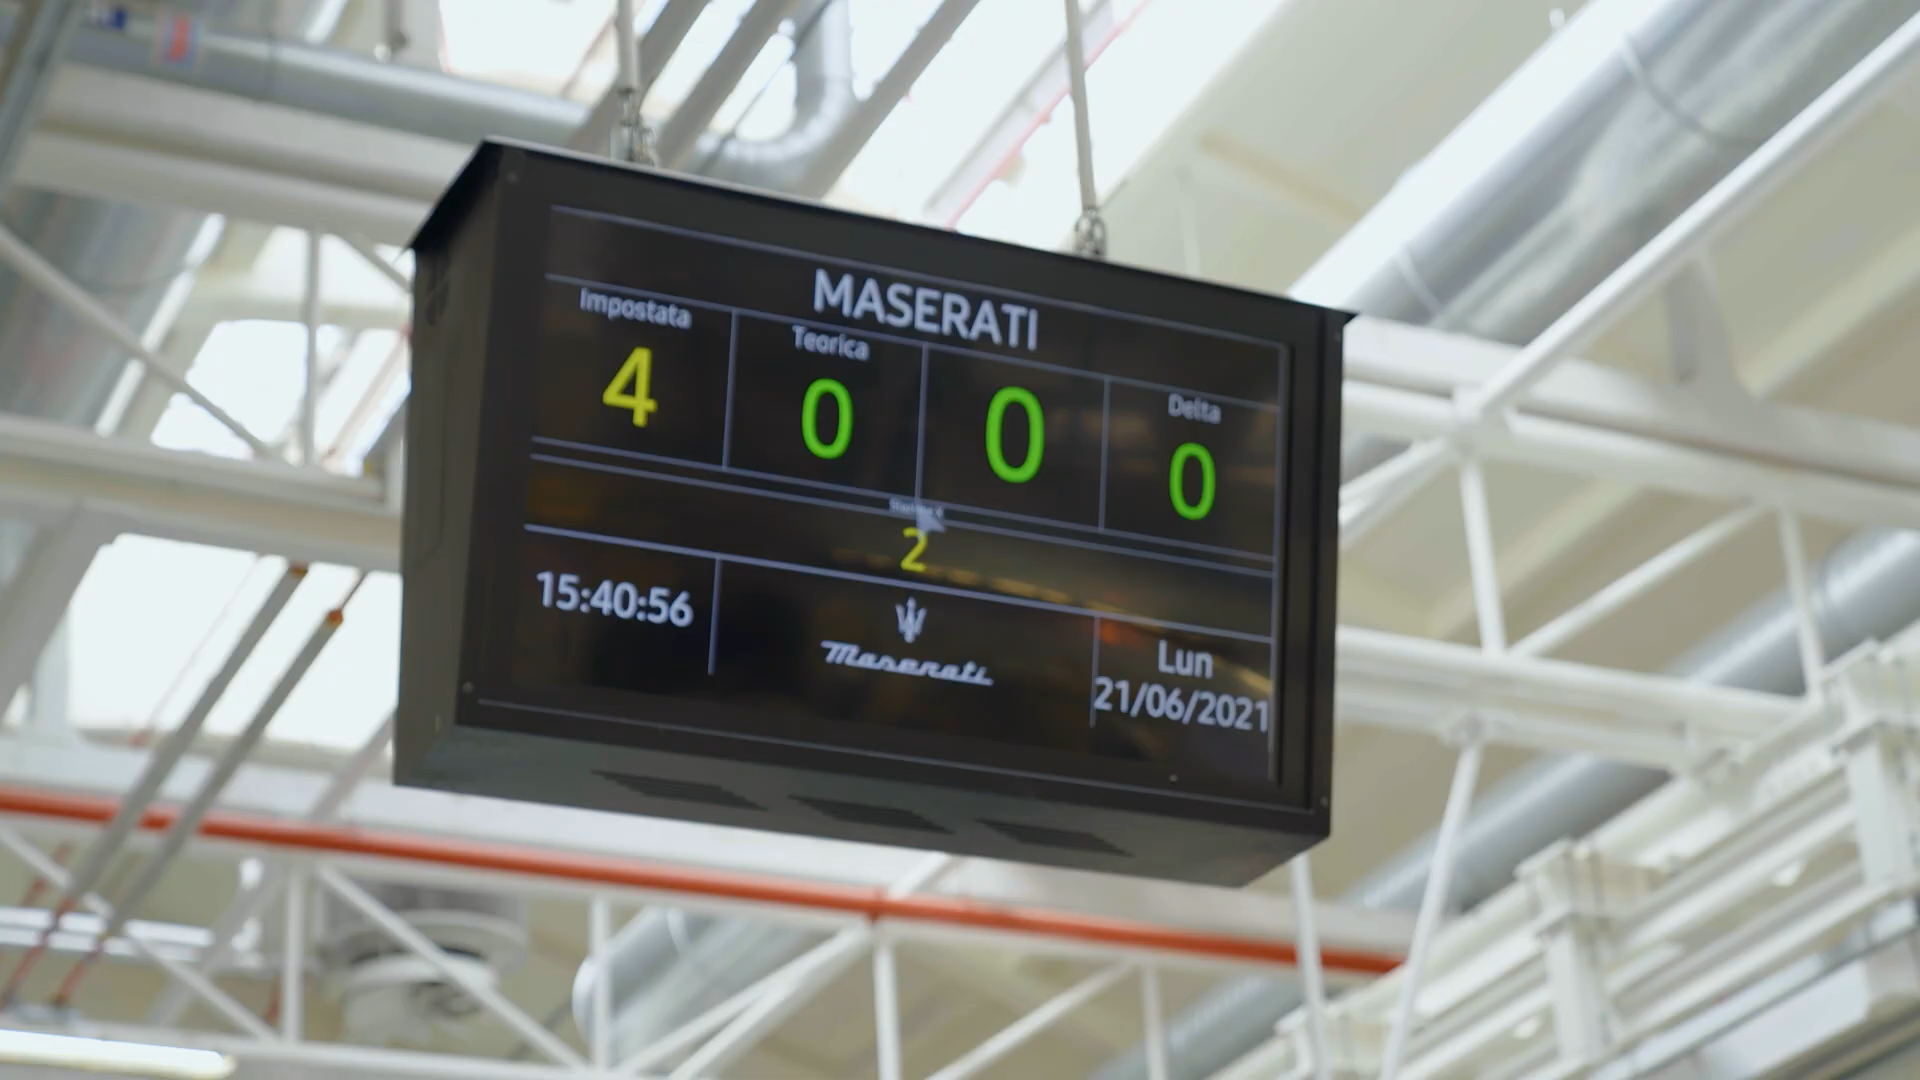 MASERATI
Impostata
Teorica
Delta
4
0
0
0
2
15:40:56
Maserati
Lun
21/06/2021